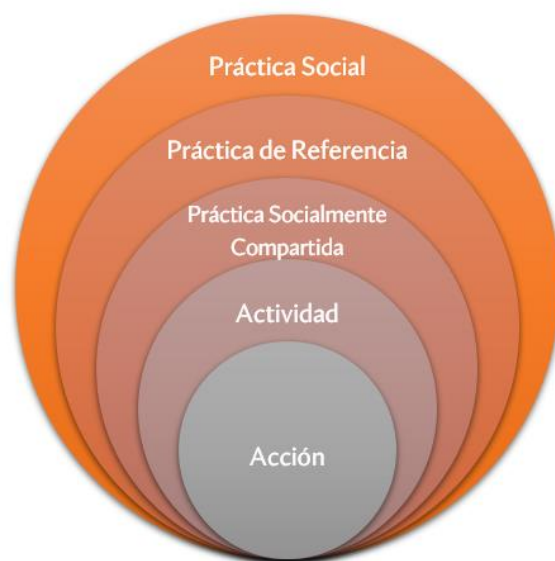 Práctica Social
Práctica de Referencia
Práctica Socialmente
Compartida
Actividad
Acción